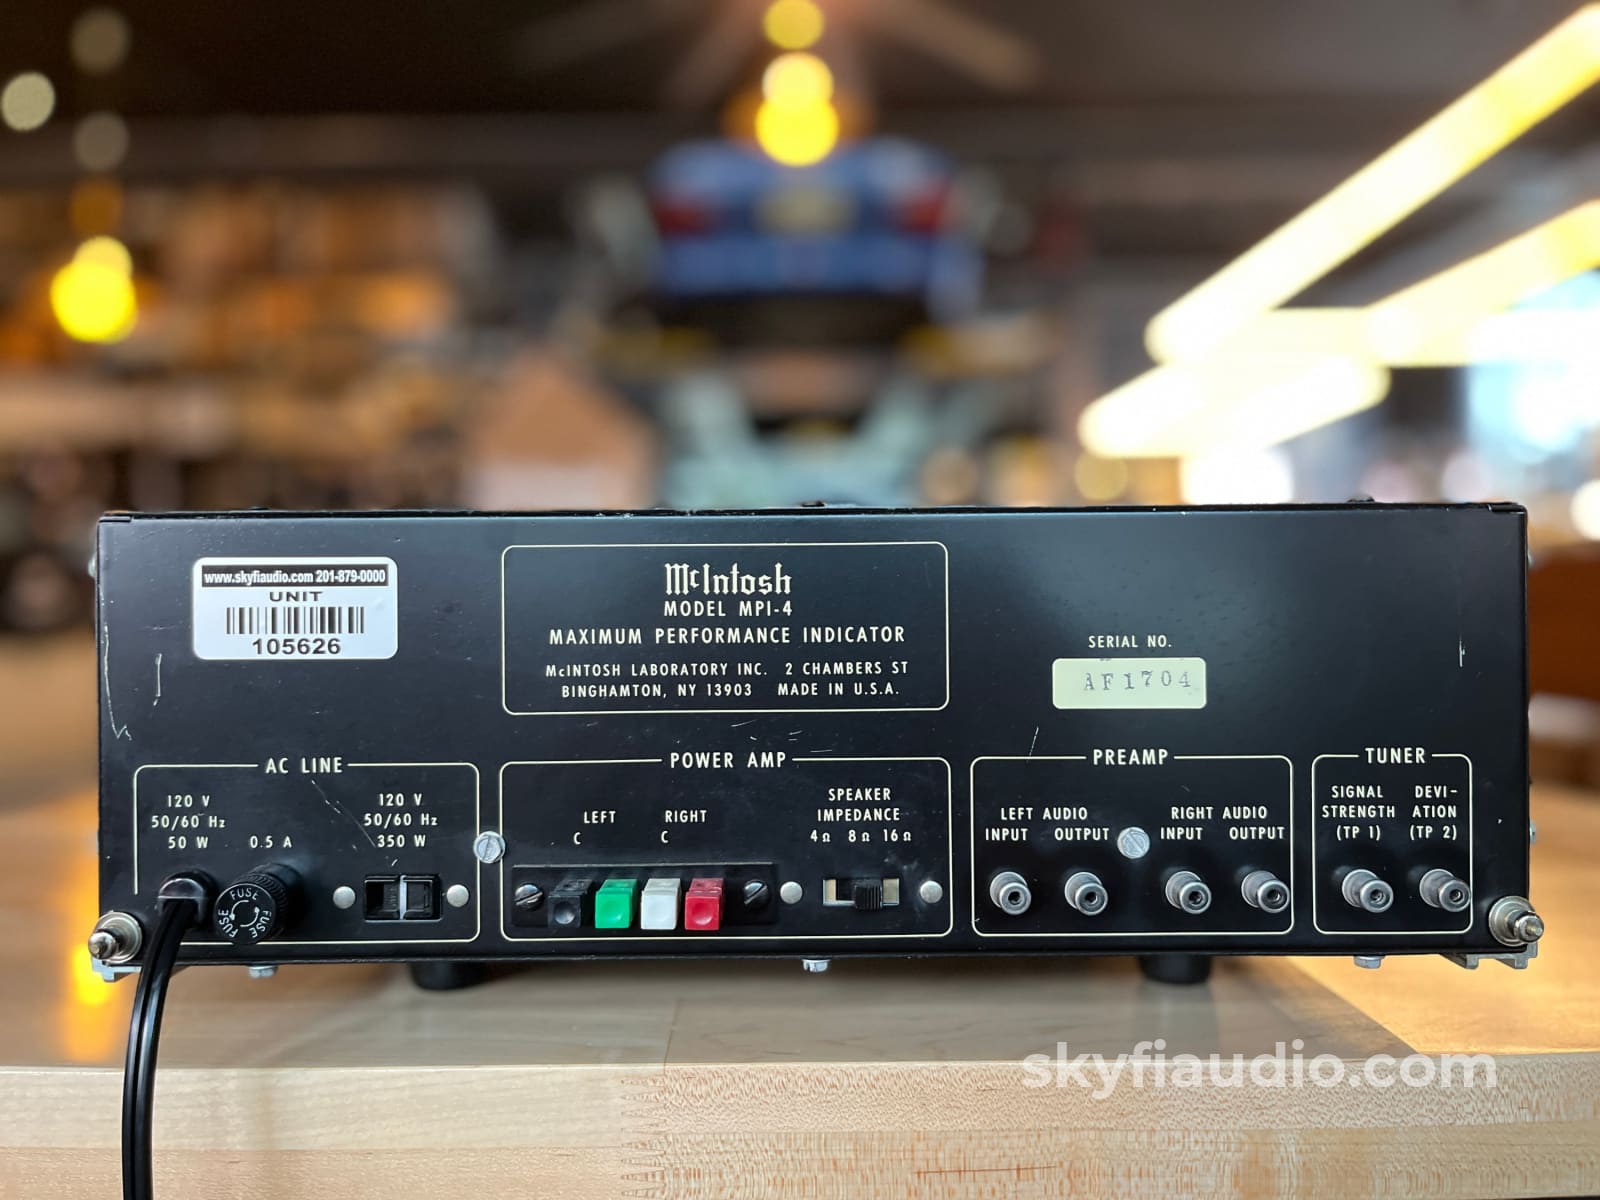 www.skyfiaudio.com 201-879-0000
UNIT
105626
McIntosh
MODEL MPI-4
MAXIMUM PERFORMANCE INDICATOR
McINTOSH LABORATORY INC. 2 CHAMBERS ST
BINGHAMTON, NY 13903 MADE IN U.S.A.
SERIAL NO.
AF1704
AC LINE
120 V
50/60 Hz
50 W
0.5 A
120 V
50/60 Hz
350 W
FUSE
FUSE
FUSE
POWER AMP
LEFT
C
RIGHT
C
SPEAKER
IMPEDANCE
4Ω 8Ω 16Ω
PREAMP
LEFT AUDIO
INPUT OUTPUT
RIGHT AUDIO
INPUT OUTPUT
TUNER
SIGNAL
STRENGTH
(TP 1)
DEVI-
ATION
(TP 2)
skyfiaudio.com